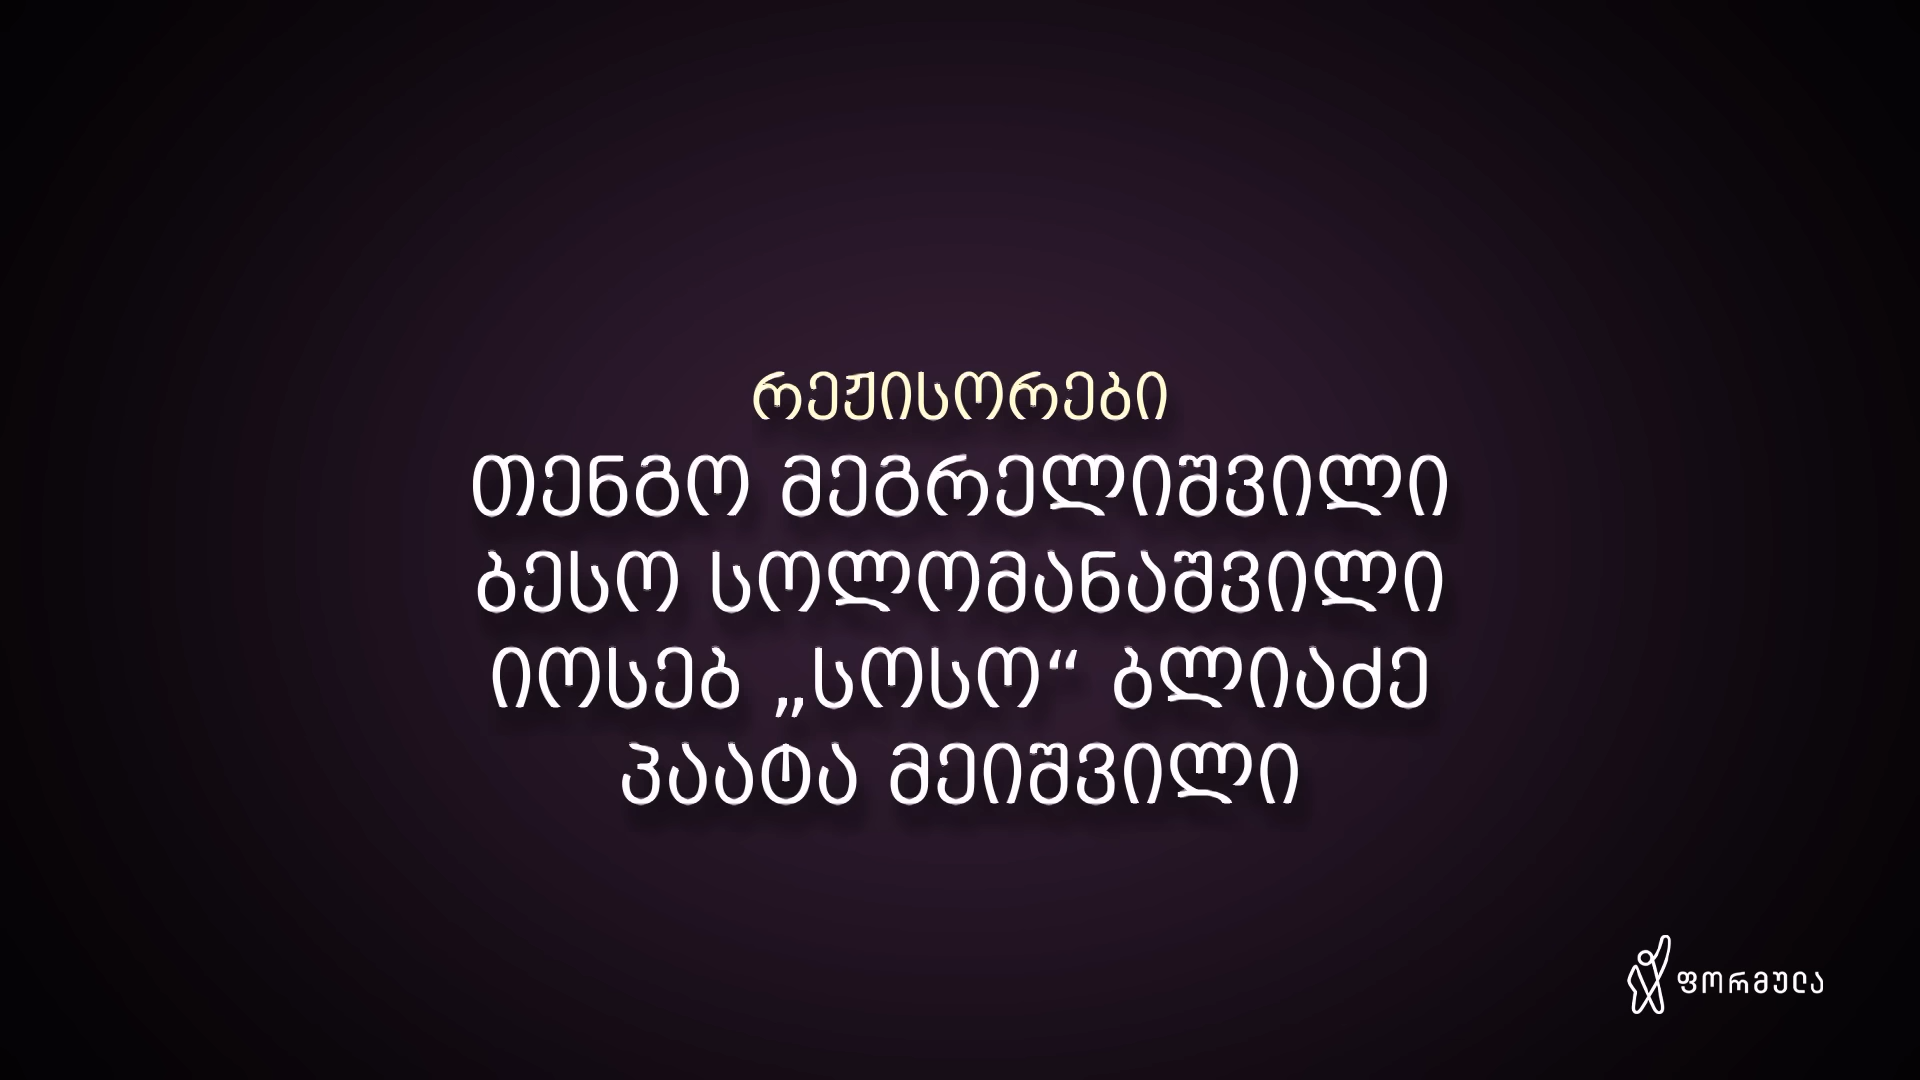 რეჟისორები
თენგო მეგრელიშვილი
ბესო სოლომანაშვილი
იოსებ „სოსო“ ბლიაძე
პაატა მეიშვილი
ფორმულა